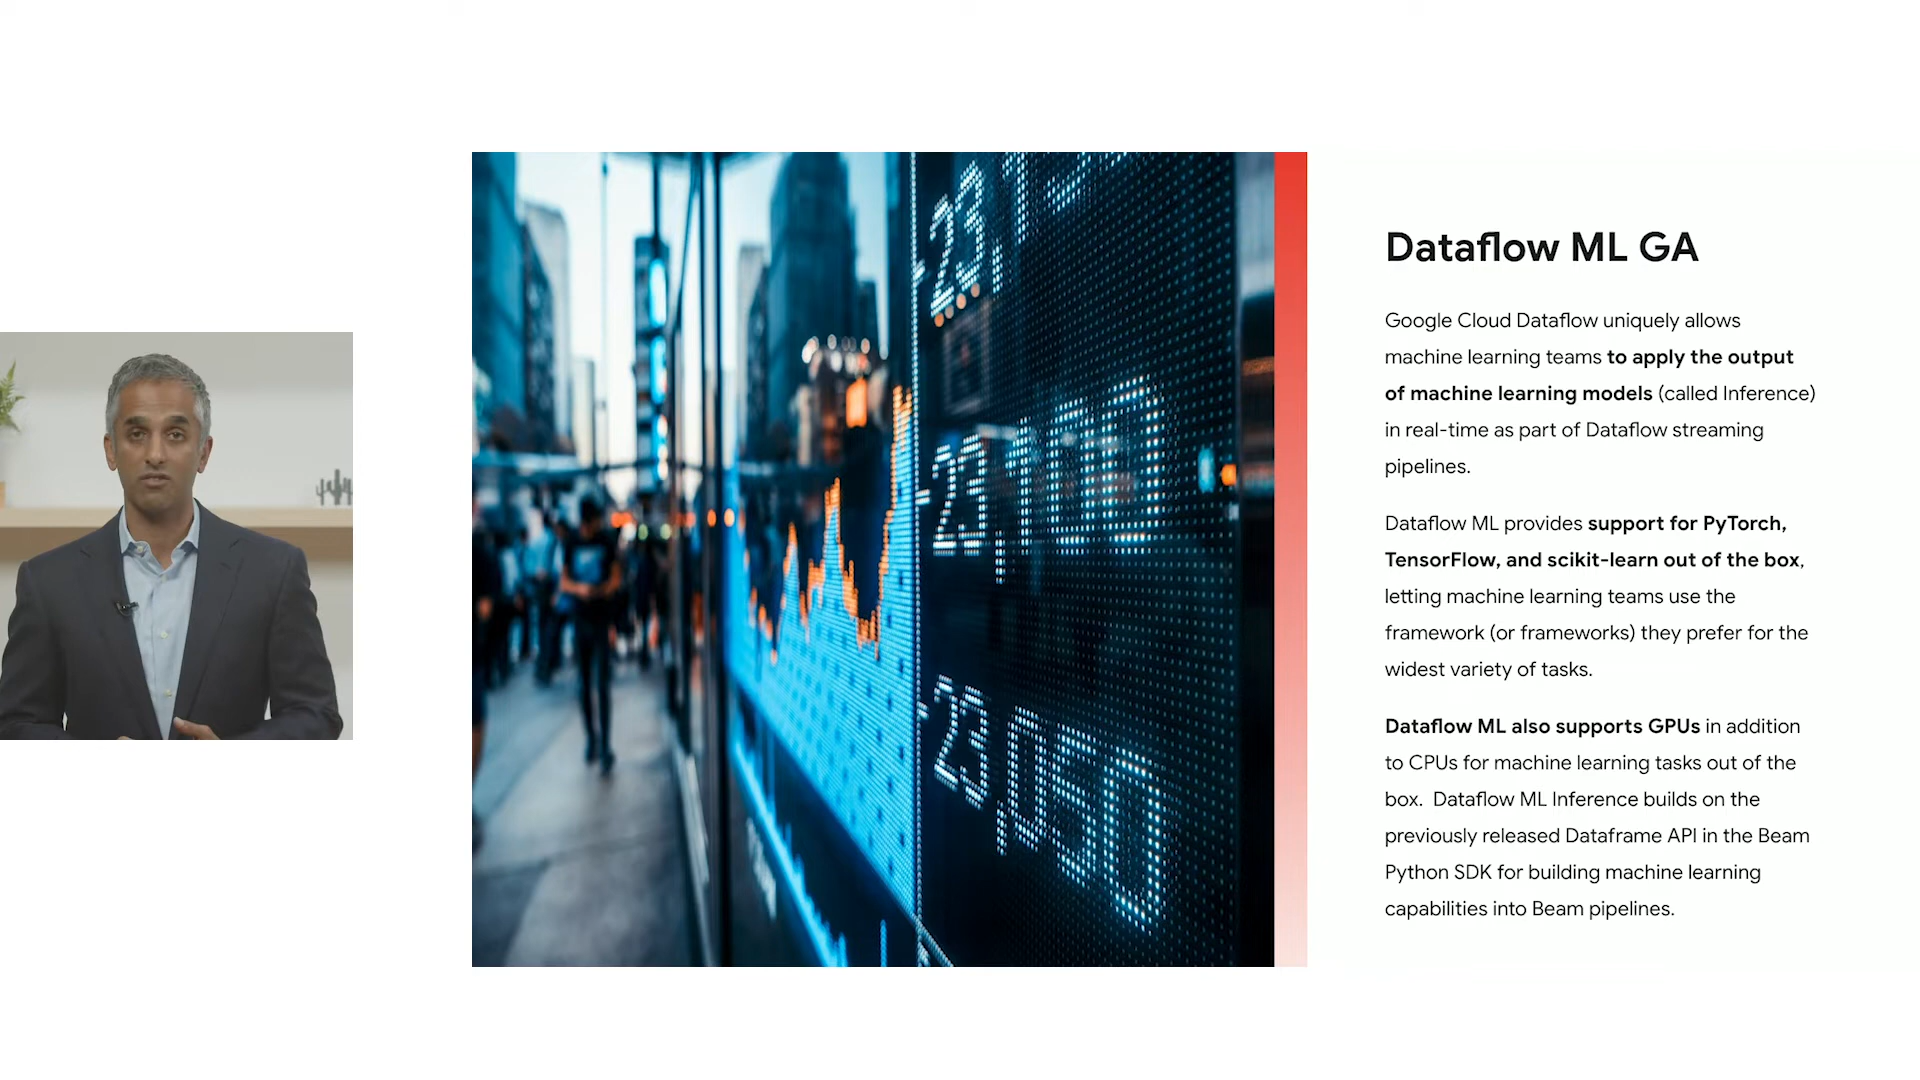 Dataflow ML GA
Google Cloud Dataflow uniquely allows
machine learning teams to apply the output
of machine learning models (called Inference)
in real-time as part of Dataflow streaming
pipelines.
Dataflow ML provides support for PyTorch,
TensorFlow, and scikit-learn out of the box,
letting machine learning teams use the
framework (or frameworks) they prefer for the
widest variety of tasks.
Dataflow ML also supports GPUs in addition
to CPUs for machine learning tasks out of the
box.  Dataflow ML Inference builds on the
previously released Dataframe API in the Beam
Python SDK for building machine learning
capabilities into Beam pipelines.
23,100
23,050